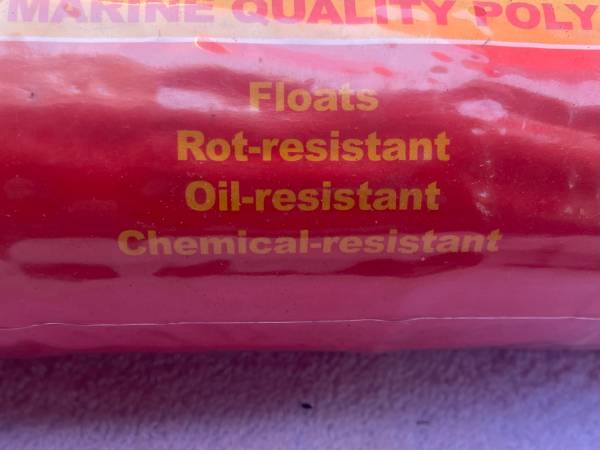 MARINE QUALITY POLY
Floats
Rot-resistant
Oil-resistant
Chemical-resistant